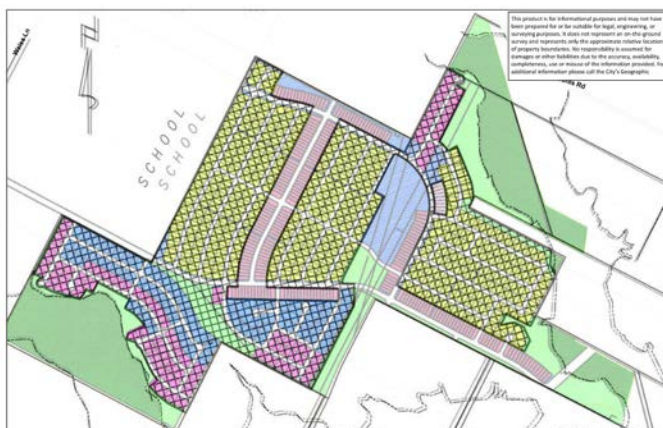 This product is for informational purposes and may not have
been prepared for or be suitable for legal, engineering, or
surveying purposes. It does not represent an on-the-ground
survey and represents only the approximate relative location
of property boundaries. No responsibility is assumed for
damages or other liabilities due to the accuracy, availability,
completeness, use or misuse of the information provided. For
additional information please call the City's Geographic
Wales Ln
Rd
SCHOOL
SCHOOL